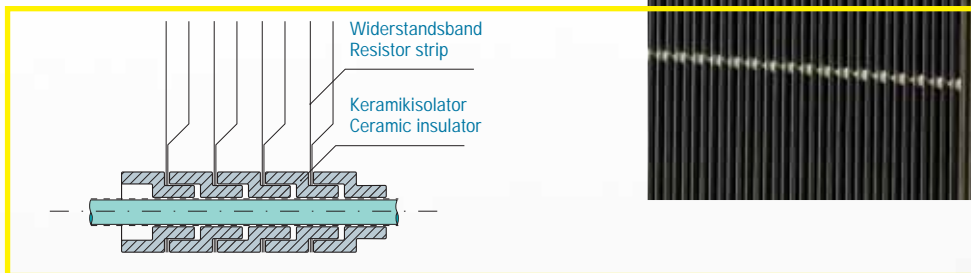 Widerstandsband
Resistor strip
Keramikisolator
Ceramic insulator